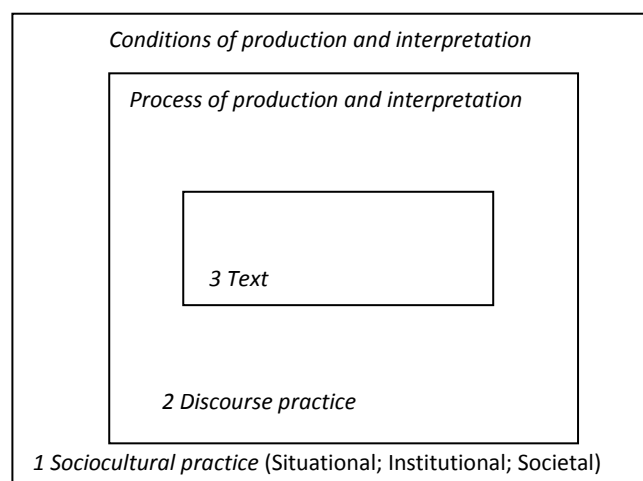 Conditions of production and interpretation
Process of production and interpretation
3 Text
2 Discourse practice
1 Sociocultural practice (Situational; Institutional; Societal)